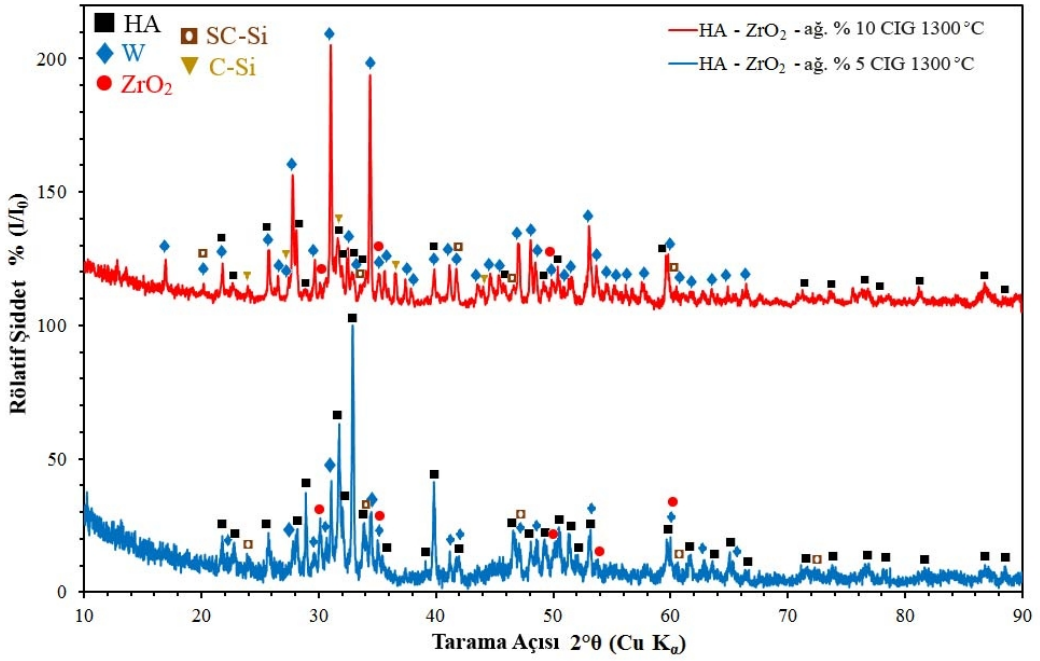 HA
W
ZrO₂
SC-Si
C-Si
HA - ZrO₂ - ağ. % 10 CIG 1300 °C
HA - ZrO₂ - ağ. % 5 CIG 1300 °C
Rölatif Şiddet % (I/I₀)
200
150
100
50
0
10 20 30 40 50 60 70 80 90
Tarama Açısı 2°θ (Cu Kα)